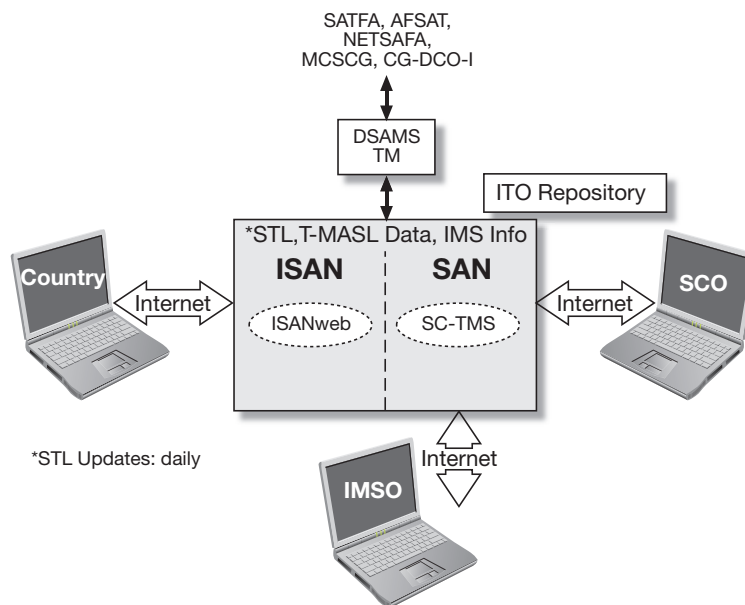 SATFA, AFSAT,
NETSAFA,
MCSCG, CG-DCO-I
DSAMS
TM
ITO Repository
*STL,T-MASL Data, IMS Info
ISAN
SAN
ISANweb
SC-TMS
Country
Internet
Internet
SCO
*STL Updates: daily
Internet
IMSO